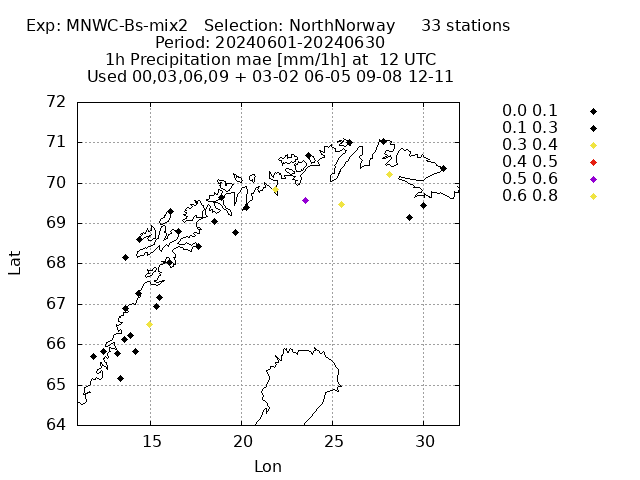 Exp: MNWC-Bs-mix2 Selection: NorthNorway 33 stations
Period: 20240601-20240630
1h Precipitation mae [mm/1h] at 12 UTC
Used 00,03,06,09 + 03-02 06-05 09-08 12-11
72
71
70
69
68
67
66
65
64
Lat
15 20 25 30
Lon
0.0 0.1
0.1 0.3
0.3 0.4
0.4 0.5
0.5 0.6
0.6 0.8